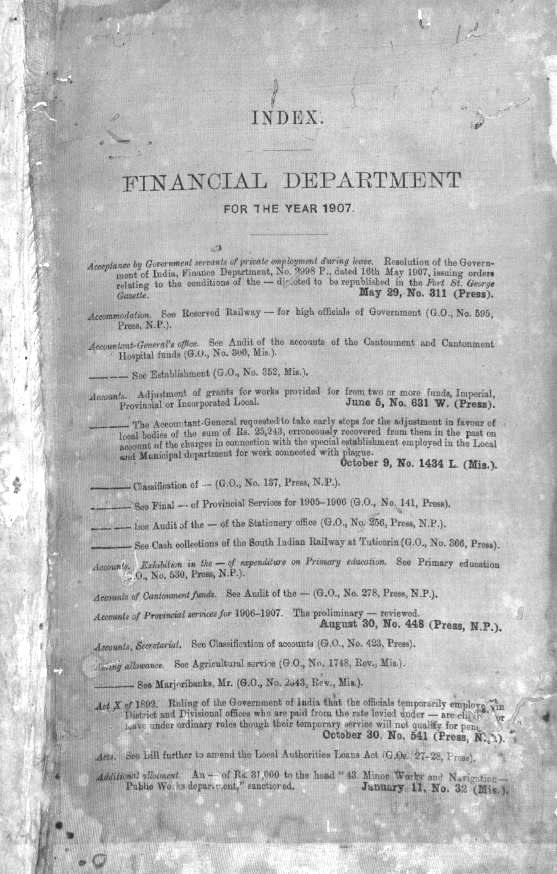 INDEX.
FINANCIAL DEPARTMENT
FOR THE YEAR 1907.
Acceptance by Government servants of private employment during leave. Resolution of the Govern-
ment of India, Finance Department, No. 2998 P., dated 16th May 1907, issuing orders
relating to the conditions of the — directed to be republished in the Fort St. George
Gazette. May 29, No. 311 (Press).
Accommodation. See Reserved Railway — for high officials of Government (G.O., No. 595,
Press, N.P.).
Accountant-General's office. See Audit of the accounts of the Cantonment and Cantonment
Hospital funds (G.O., No. 300, Mis.).
——— See Establishment (G.O., No. 352, Mis.).
Accounts. Adjustment of grants for works provided for from two or more funds, Imperial,
Provincial or Incorporated Local. June 5, No. 631 W. (Press).
——— The Accountant-General requested to take early steps for the adjustment in favour of
local bodies of the sum of Rs. 25,243, erroneously recovered from them in the past on
account of the charges in connection with the special establishment employed in the Local
and Municipal department for work connected with plague.
October 9, No. 1434 L. (Mis.).
——— Classification of — (G.O., No. 137, Press, N.P.).
——— See Final — of Provincial Services for 1905-1906 (G.O., No. 141, Press).
——— See Audit of the — of the Stationery office (G.O., No. 256, Press, N.P.).
——— See Cash collections of the South Indian Railway at Tuticorin (G.O., No. 366, Press).
Accounts. Exhibition in the — of expenditure on Primary education. See Primary education
G.O., No. 530, Press, N.P.).
Accounts of Cantonment funds. See Audit of the — (G.O., No. 278, Press, N.P.).
Accounts of Provincial services for 1906-1907. The preliminary — reviewed.
August 30, No. 448 (Press, N.P.).
Accounts, Secretariat. See Classification of accounts (G.O., No. 423, Press).
allowance. See Agricultural service (G.O., No. 1748, Rev., Mis.).
——— See Marjoribanks, Mr. (G.O., No. 2643, Rev., Mis.).
Act X of 1892. Ruling of the Government of India that the officials temporarily employed in
District and Divisional offices who are paid from the rate levied under — are for
leave under ordinary rules though their temporary service will not qualify for
October 30, No. 541 (Press, N.P.).
Acts. See Bill further to amend the Local Authorities Loans Act (G.Os. 27-28, Press).
Additional allotment. An — of Rs. 31,000 to the head "43. Minor Works and Navigation—
Public Works department," sanctioned. January 11, No. 32 (Mis.).